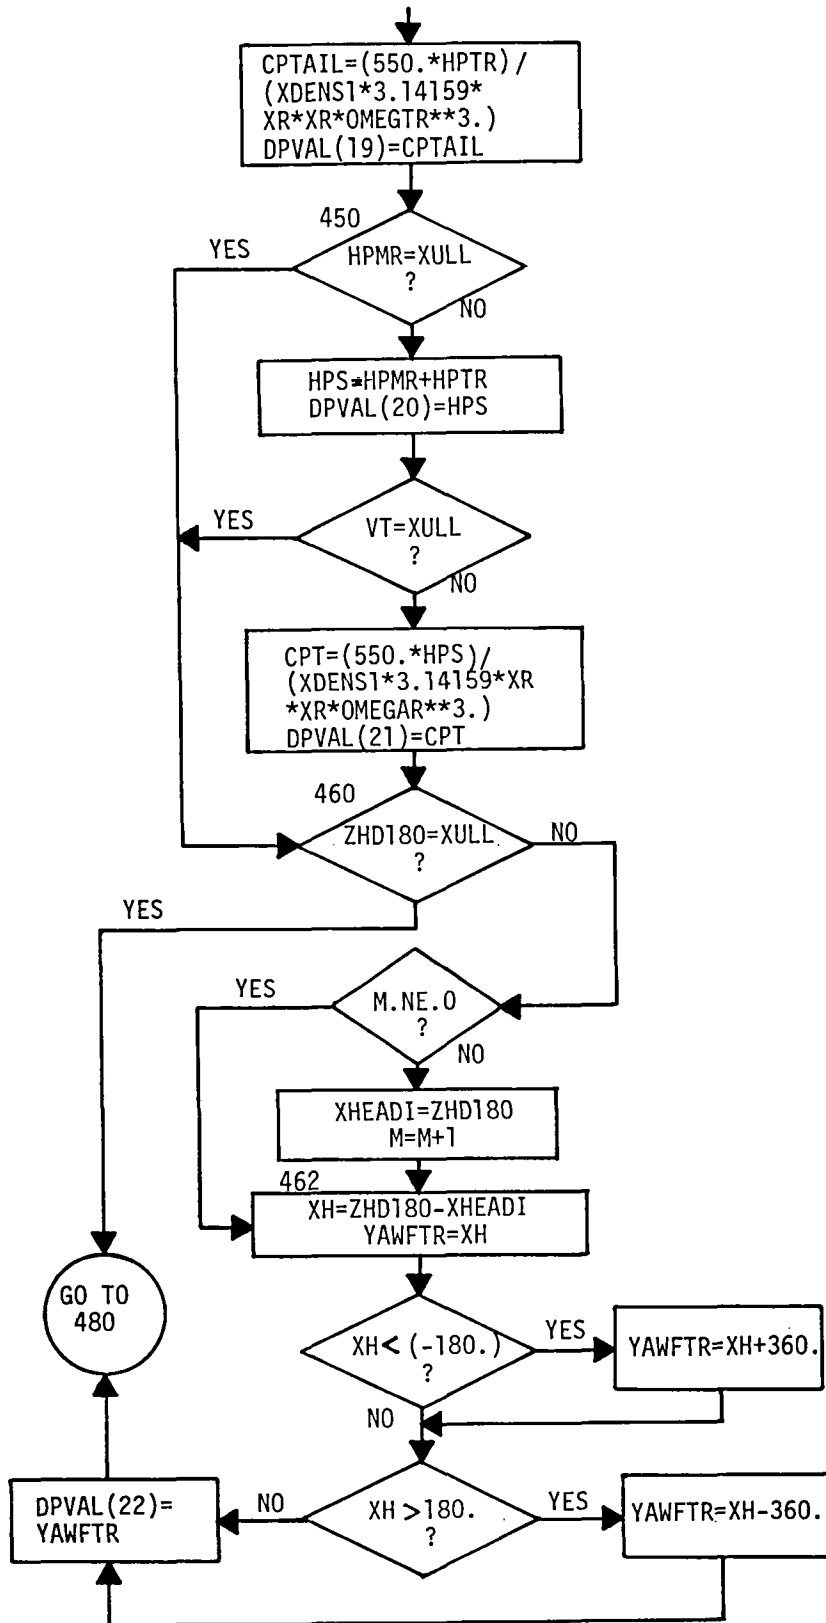 CPTAIL=(550.*HPTR)/
(XDENS1*3.14159*
XR*XR*OMEGTR**3.)
DPVAL(19)=CPTAIL
450
YES
HPMR=XULL
?
NO
HPS=HPMR+HPTR
DPVAL(20)=HPS
YES
VT=XULL
?
NO
CPT=(550.*HPS)/
(XDENS1*3.14159*XR
*XR*OMEGAR**3.)
DPVAL(21)=CPT
460
ZHD180=XULL
?
NO
YES
YES
M.NE.0
?
NO
XHEADI=ZHD180
M=M+1
462
XH=ZHD180-XHEADI
YAWFTR=XH
GO TO
480
XH<(-180.)
?
YES
YAWFTR=XH+360.
NO
DPVAL(22)=
YAWFTR
NO
XH>180.
?
YES
YAWFTR=XH-360.